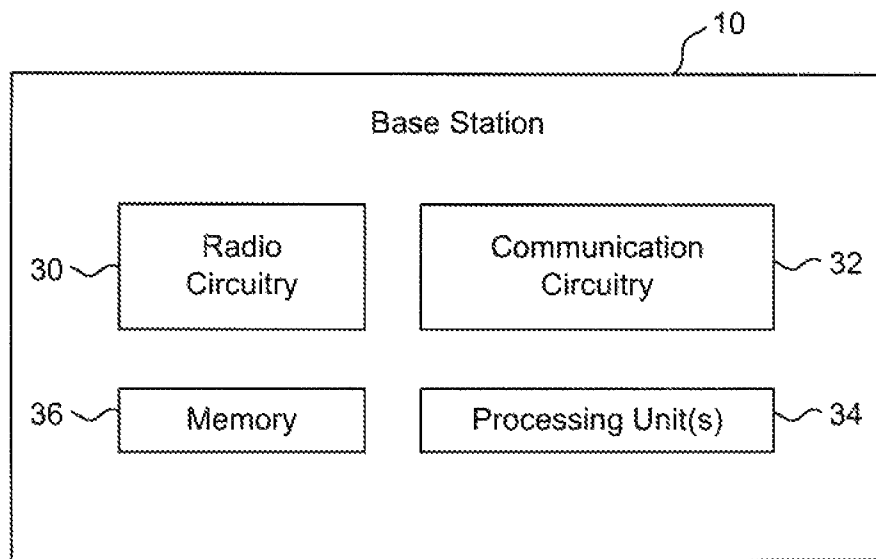 10
Base Station
Radio
Circuitry
30
Communication
Circuitry
32
36
Memory
Processing Unit(s)
34